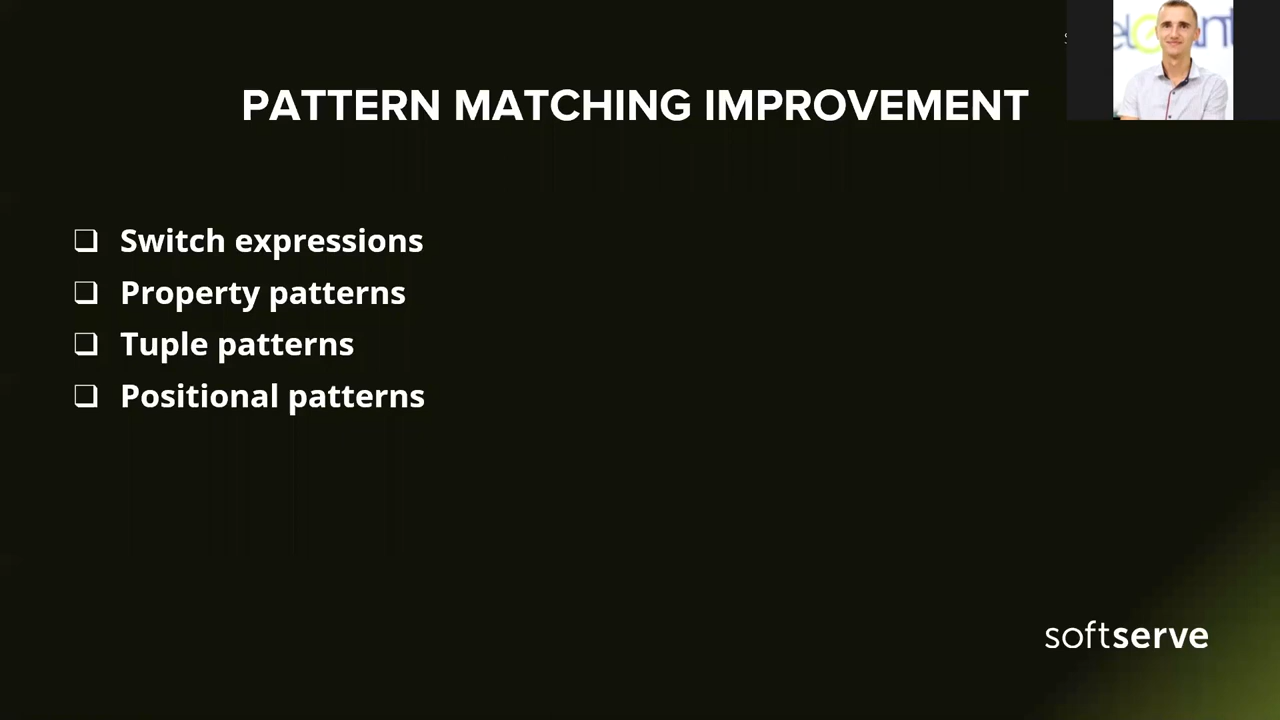 PATTERN MATCHING IMPROVEMENT
❏ Switch expressions
❏ Property patterns
❏ Tuple patterns
❏ Positional patterns
softserve